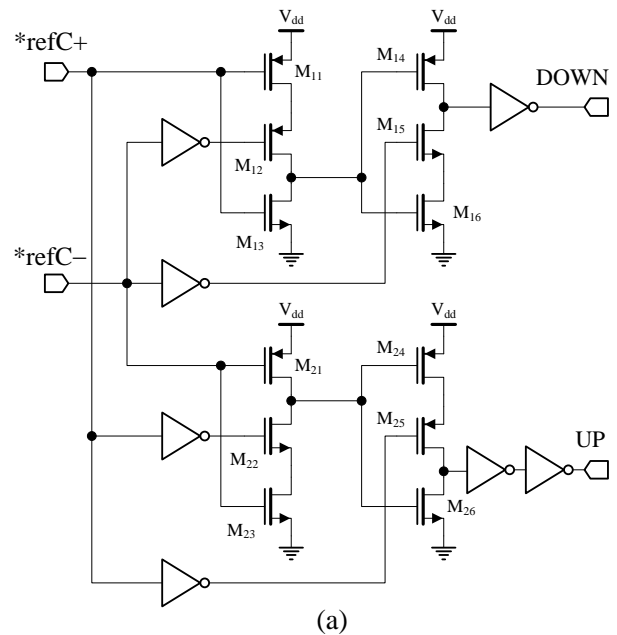 *refC+
V_dd
M_11
M_12
M_13
V_dd
M_14
M_15
M_16
DOWN
*refC−
V_dd
M_21
M_22
M_23
V_dd
M_24
M_25
M_26
UP
(a)